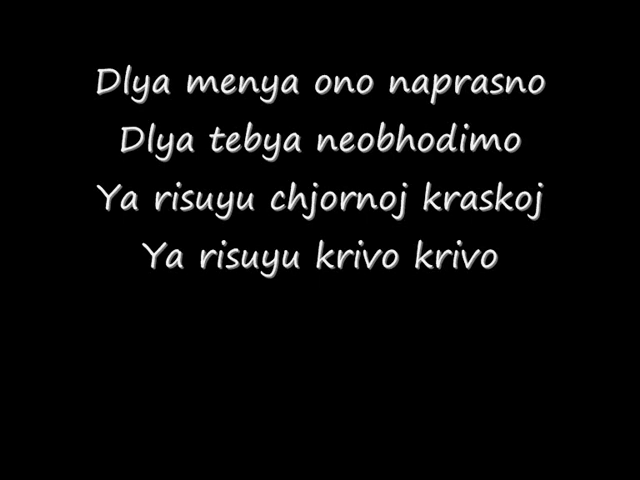 Dlya menya ono naprasno
Dlya tebya neobhodimo
Ya risuyu chjornoj kraskoj
Ya risuyu krivo krivo